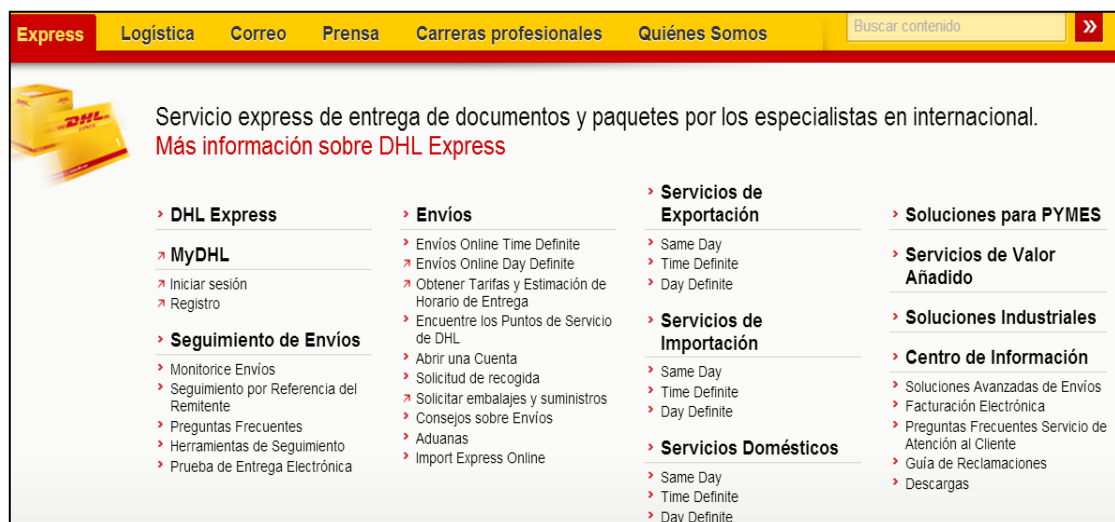 Express Logística Correo Prensa Carreras profesionales Quiénes Somos Buscar contenido »
DHL
EXPRESS
Servicio express de entrega de documentos y paquetes por los especialistas en internacional.
Más información sobre DHL Express
DHL Express
MyDHL
Iniciar sesión
Registro
Seguimiento de Envíos
Monitorice Envíos
Seguimiento por Referencia del
Remitente
Preguntas Frecuentes
Herramientas de Seguimiento
Prueba de Entrega Electrónica
Envíos
Envíos Online Time Definite
Envíos Online Day Definite
Obtener Tarifas y Estimación de
Horario de Entrega
Encuentre los Puntos de Servicio
de DHL
Abrir una Cuenta
Solicitud de recogida
Solicitar embalajes y suministros
Consejos sobre Envíos
Aduanas
Import Express Online
Servicios de
Exportación
Same Day
Time Definite
Day Definite
Servicios de
Importación
Same Day
Time Definite
Day Definite
Servicios Domésticos
Same Day
Time Definite
Day Definite
Soluciones para PYMES
Servicios de Valor
Añadido
Soluciones Industriales
Centro de Información
Soluciones Avanzadas de Envíos
Facturación Electrónica
Preguntas Frecuentes Servicio de
Atención al Cliente
Guía de Reclamaciones
Descargas